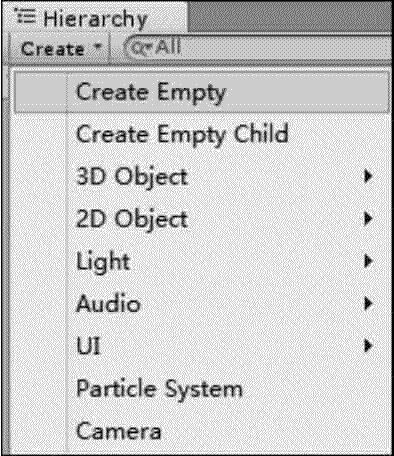 Hierarchy
Create All
Create Empty
Create Empty Child
3D Object
2D Object
Light
Audio
UI
Particle System
Camera